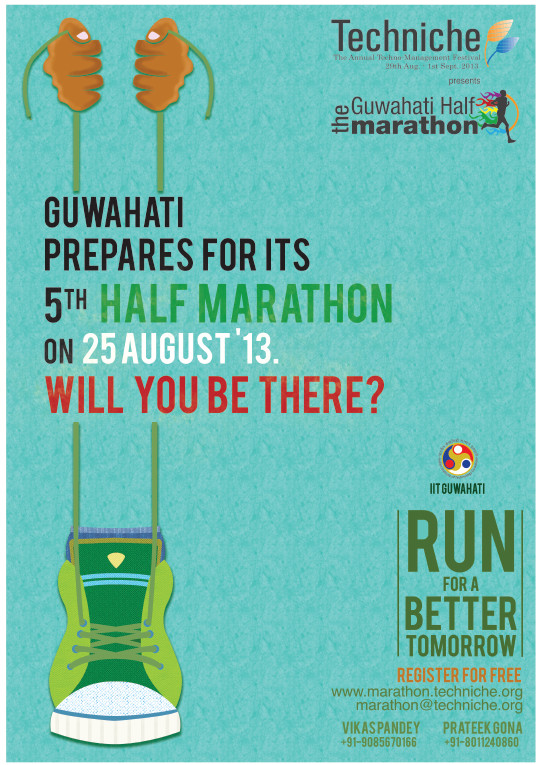 Techniche
The Annual Techno Management Festival
29th Aug. - 1st Sept. 2013
presents
the Guwahati Half
marathon
GUWAHATI
PREPARES FOR ITS
5TH HALF MARATHON
ON 25 AUGUST '13.
WILL YOU BE THERE?
IIT GUWAHATI
RUN
FOR A
BETTER
TOMORROW
REGISTER FOR FREE
www.marathon.techniche.org
marathon@techniche.org
VIKAS PANDEY PRATEEK GONA
+91-9085670166 +91-8011240860